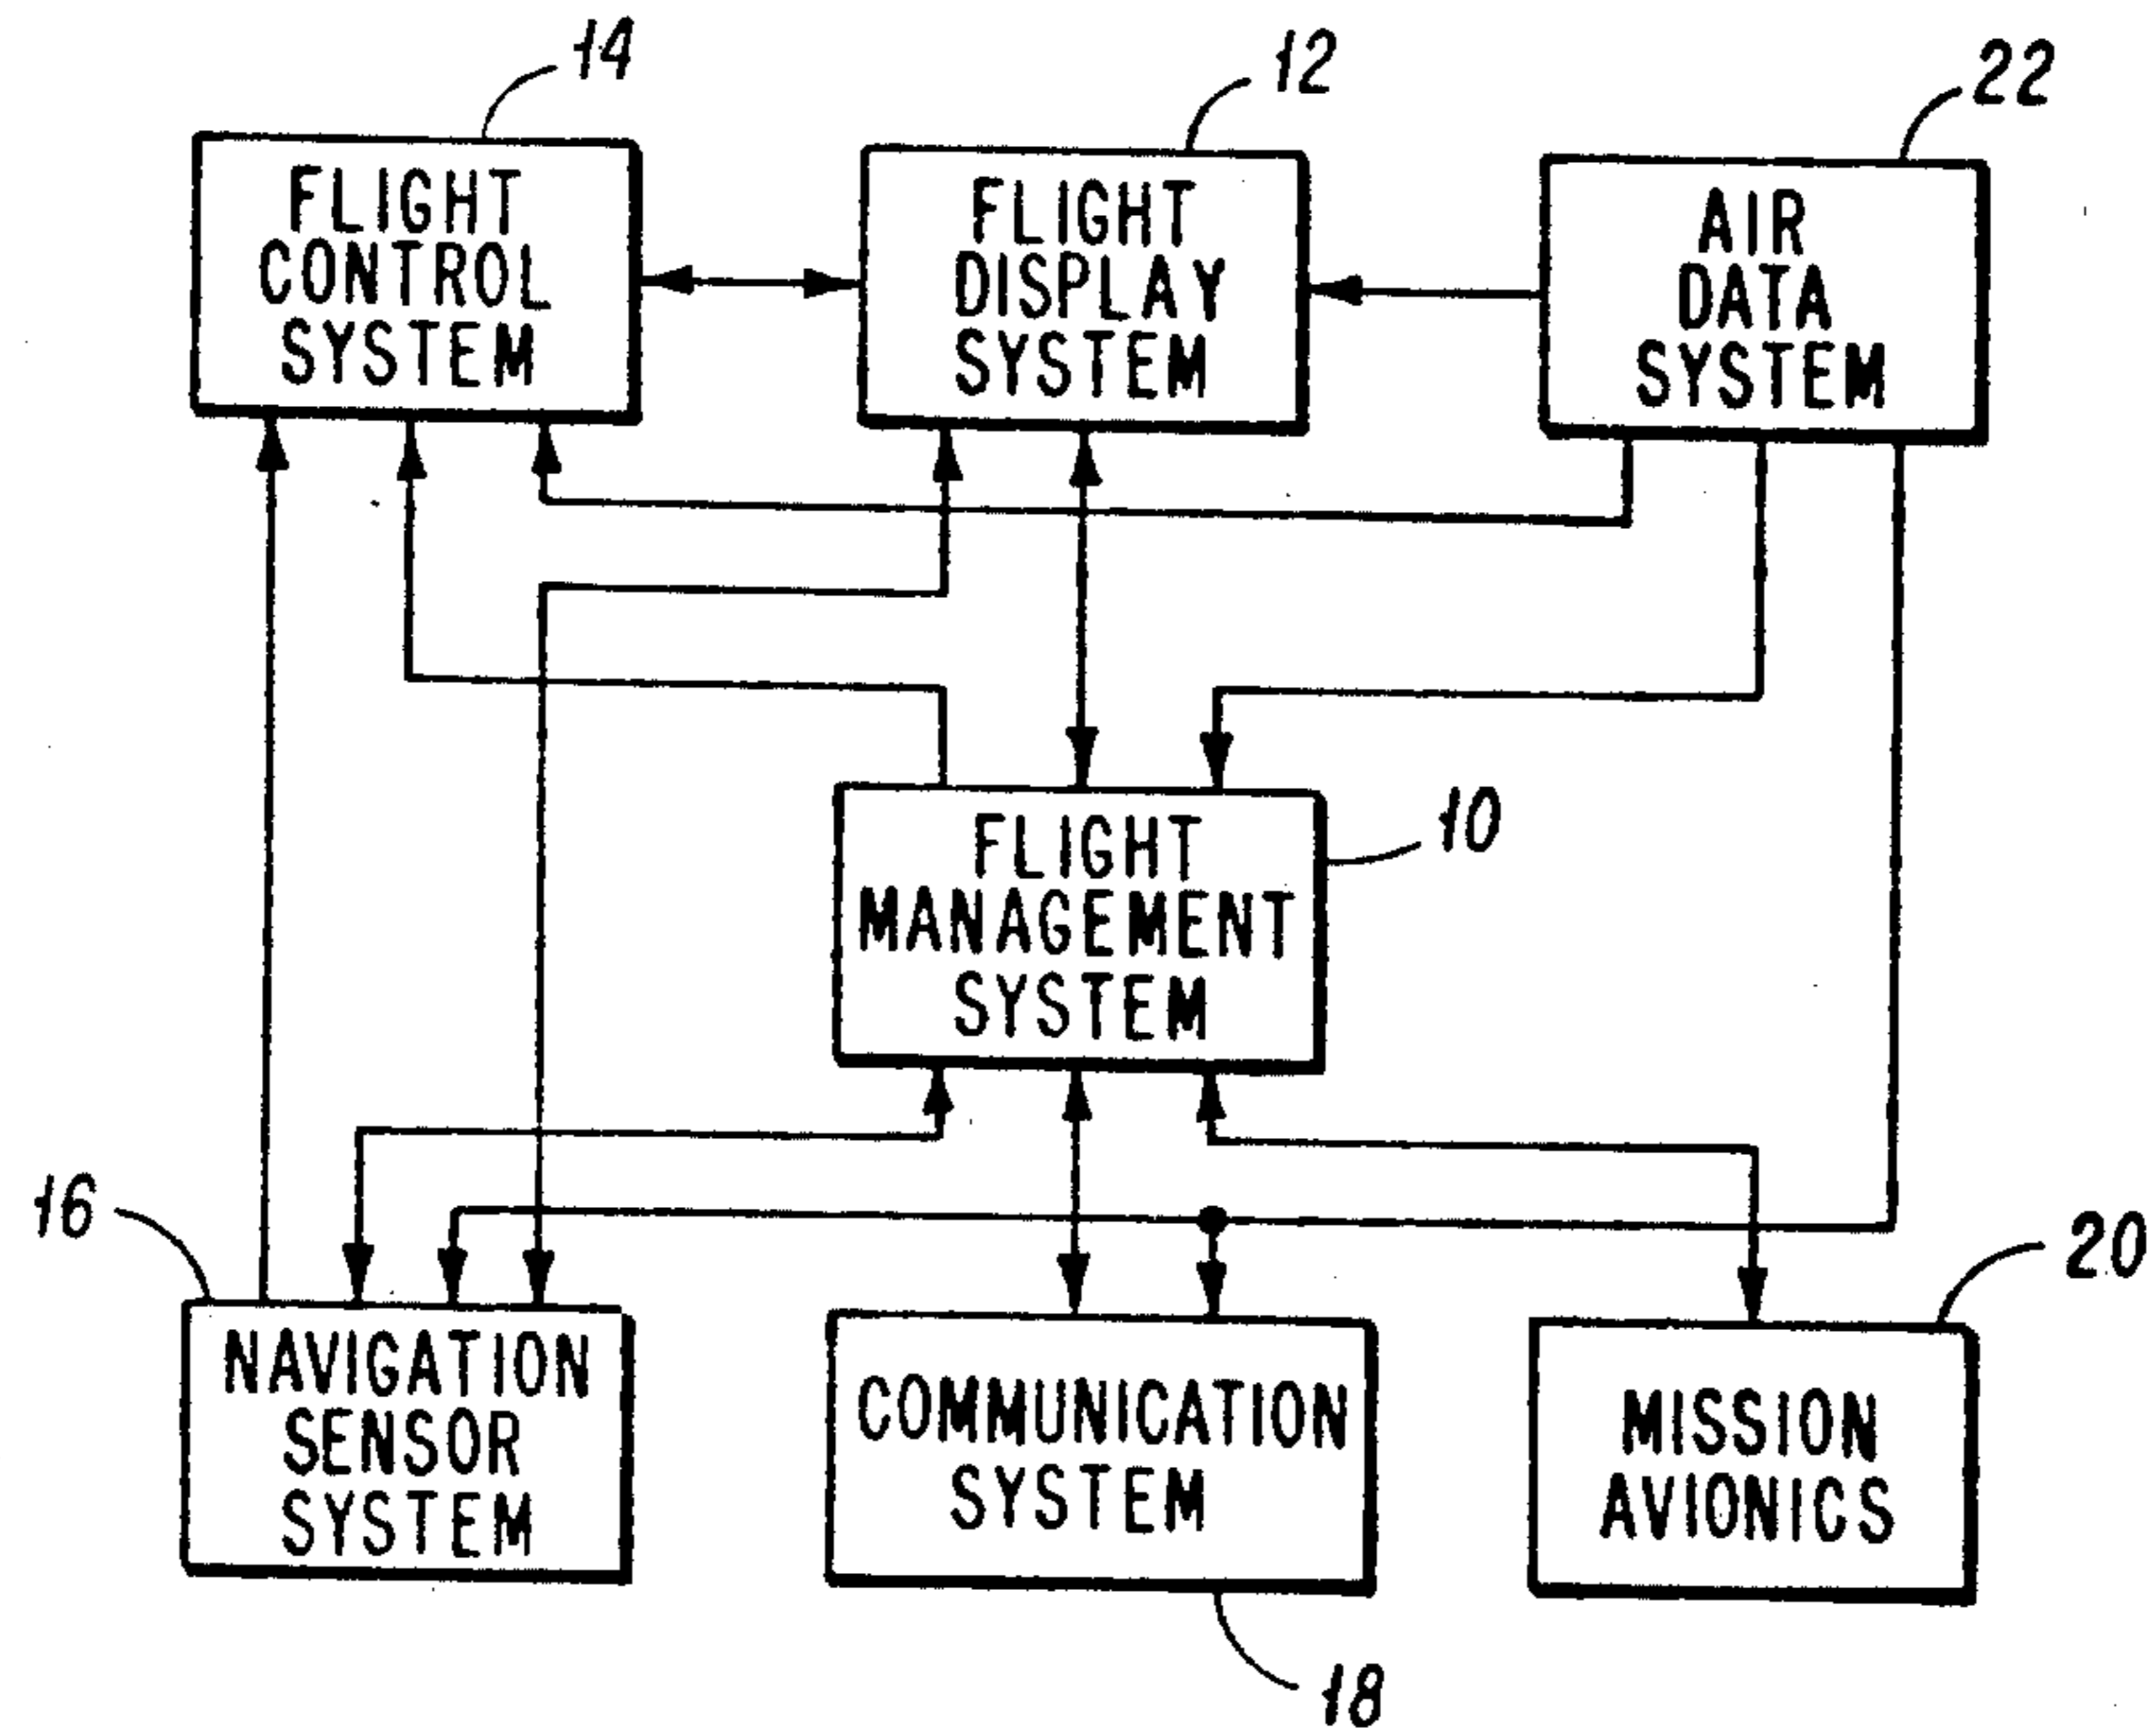 14
12
22
FLIGHT
CONTROL
SYSTEM
FLIGHT
DISPLAY
SYSTEM
AIR
DATA
SYSTEM
10
FLIGHT
MANAGEMENT
SYSTEM
16
20
NAVIGATION
SENSOR
SYSTEM
COMMUNICATION
SYSTEM
MISSION
AVIONICS
18